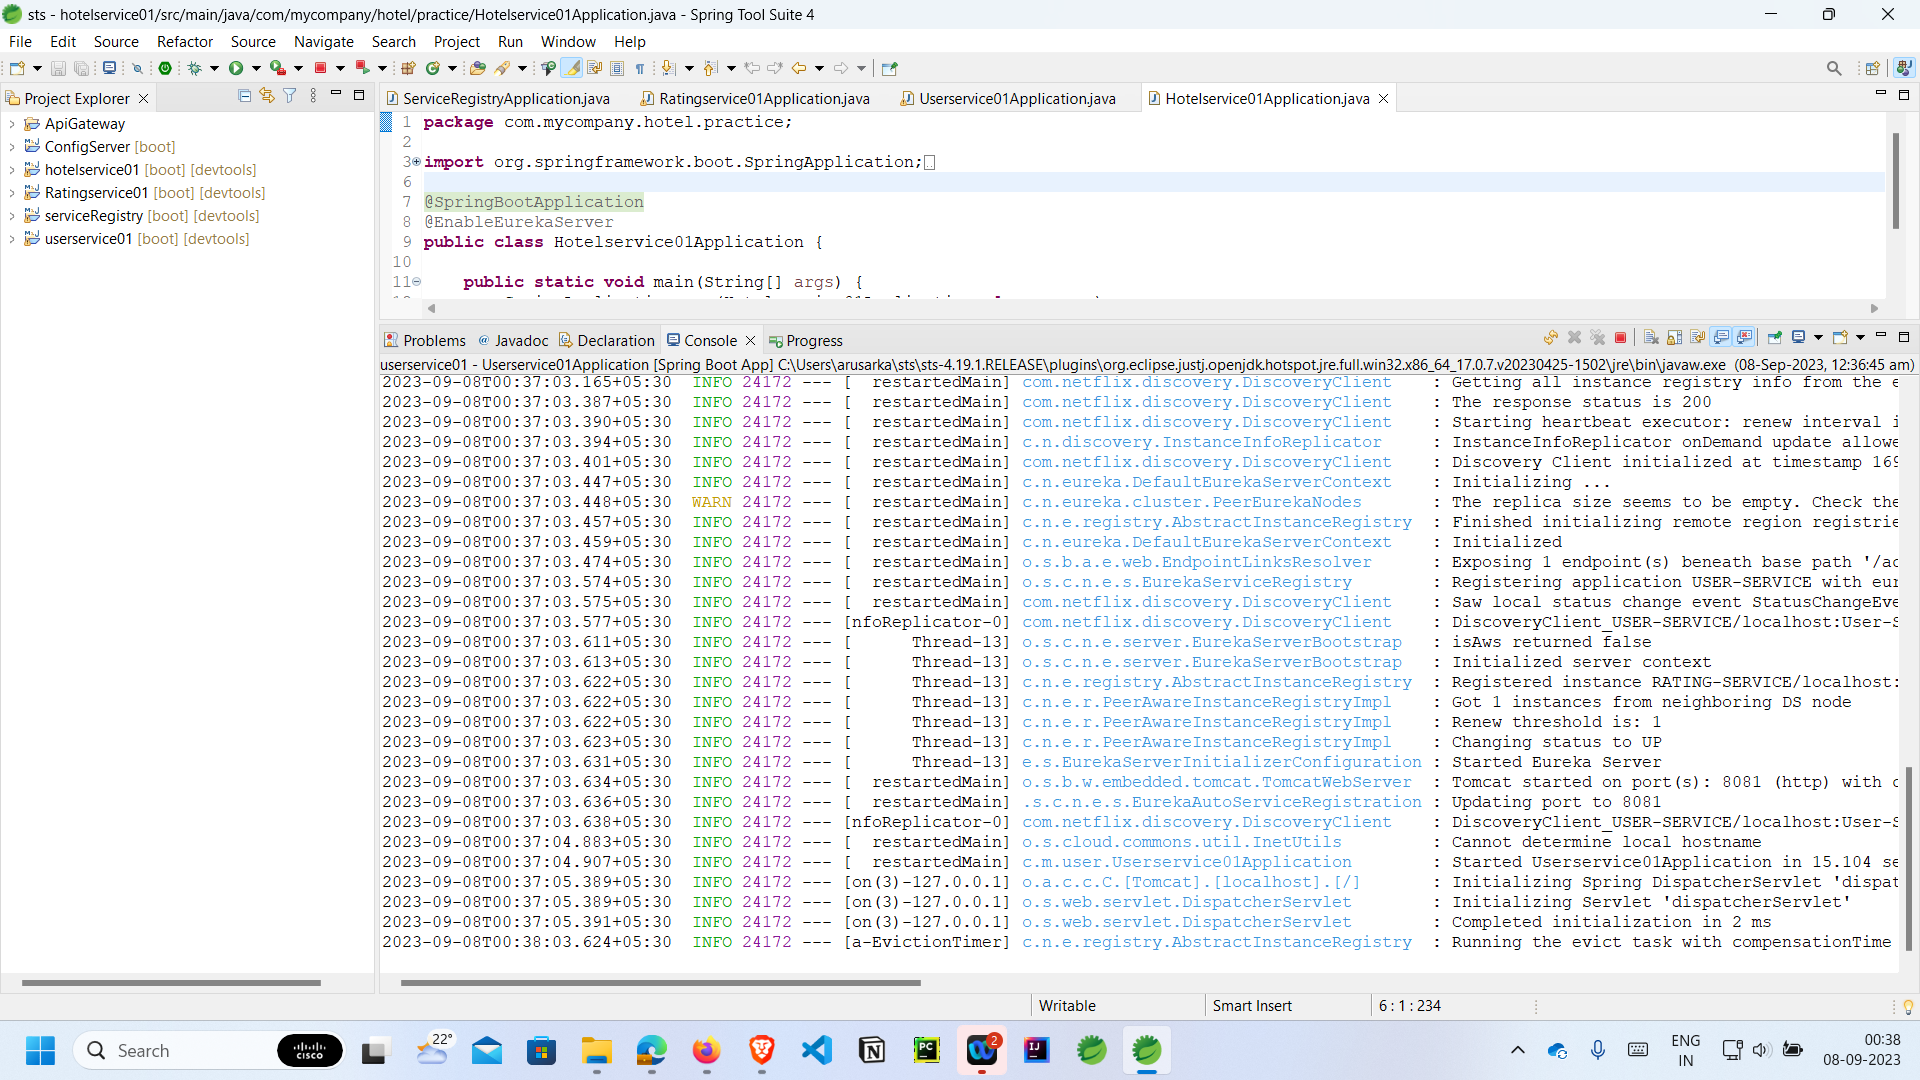 sts - hotelservice01/src/main/java/com/mycompany/hotel/practice/Hotelservice01Application.java - Spring Tool Suite 4
File Edit Source Refactor Source Navigate Search Project Run Window Help
Project Explorer
ApiGateway
ConfigServer [boot]
hotelservice01 [boot] [devtools]
Ratingservice01 [boot] [devtools]
serviceRegistry [boot] [devtools]
userservice01 [boot] [devtools]
ServiceRegistryApplication.java Ratingservice01Application.java Userservice01Application.java Hotelservice01Application.java
1 package com.mycompany.hotel.practice;
2
3 import org.springframework.boot.SpringApplication;
6
7 @SpringBootApplication
8 @EnableEurekaServer
9 public class Hotelservice01Application {
10
11 public static void main(String[] args) {
Problems @ Javadoc Declaration Console Progress
userservice01 - Userservice01Application [Spring Boot App] C:\Users\arusarka\sts\sts-4.19.1.RELEASE\plugins\org.eclipse.justj.openjdk.hotspot.jre.full.win32.x86_64_17.0.7.v20230425-1502\jre\bin\javaw.exe (08-Sep-2023, 12:36:45 am)
2023-09-08T00:37:03.165+05:30 INFO 24172 --- [ restartedMain] com.netflix.discovery.DiscoveryClient : Getting all instance registry info from the e
2023-09-08T00:37:03.387+05:30 INFO 24172 --- [ restartedMain] com.netflix.discovery.DiscoveryClient : The response status is 200
2023-09-08T00:37:03.390+05:30 INFO 24172 --- [ restartedMain] com.netflix.discovery.DiscoveryClient : Starting heartbeat executor: renew interval i
2023-09-08T00:37:03.394+05:30 INFO 24172 --- [ restartedMain] c.n.discovery.InstanceInfoReplicator : InstanceInfoReplicator onDemand update allowe
2023-09-08T00:37:03.401+05:30 INFO 24172 --- [ restartedMain] com.netflix.discovery.DiscoveryClient : Discovery Client initialized at timestamp 169
2023-09-08T00:37:03.447+05:30 INFO 24172 --- [ restartedMain] c.n.eureka.DefaultEurekaServerContext : Initializing ...
2023-09-08T00:37:03.448+05:30 WARN 24172 --- [ restartedMain] c.n.eureka.cluster.PeerEurekaNodes : The replica size seems to be empty. Check the
2023-09-08T00:37:03.457+05:30 INFO 24172 --- [ restartedMain] c.n.e.registry.AbstractInstanceRegistry : Finished initializing remote region registrie
2023-09-08T00:37:03.459+05:30 INFO 24172 --- [ restartedMain] c.n.eureka.DefaultEurekaServerContext : Initialized
2023-09-08T00:37:03.474+05:30 INFO 24172 --- [ restartedMain] o.s.b.a.e.web.EndpointLinksResolver : Exposing 1 endpoint(s) beneath base path '/ac
2023-09-08T00:37:03.574+05:30 INFO 24172 --- [ restartedMain] o.s.c.n.e.s.EurekaServiceRegistry : Registering application USER-SERVICE with eur
2023-09-08T00:37:03.575+05:30 INFO 24172 --- [ restartedMain] com.netflix.discovery.DiscoveryClient : Saw local status change event StatusChangeEve
2023-09-08T00:37:03.577+05:30 INFO 24172 --- [nfoReplicator-0] com.netflix.discovery.DiscoveryClient : DiscoveryClient_USER-SERVICE/localhost:User-S
2023-09-08T00:37:03.611+05:30 INFO 24172 --- [ Thread-13] o.s.c.n.e.server.EurekaServerBootstrap : isAws returned false
2023-09-08T00:37:03.613+05:30 INFO 24172 --- [ Thread-13] o.s.c.n.e.server.EurekaServerBootstrap : Initialized server context
2023-09-08T00:37:03.622+05:30 INFO 24172 --- [ Thread-13] c.n.e.registry.AbstractInstanceRegistry : Registered instance RATING-SERVICE/localhost:
2023-09-08T00:37:03.622+05:30 INFO 24172 --- [ Thread-13] c.n.e.r.PeerAwareInstanceRegistryImpl : Got 1 instances from neighboring DS node
2023-09-08T00:37:03.622+05:30 INFO 24172 --- [ Thread-13] c.n.e.r.PeerAwareInstanceRegistryImpl : Renew threshold is: 1
2023-09-08T00:37:03.623+05:30 INFO 24172 --- [ Thread-13] c.n.e.r.PeerAwareInstanceRegistryImpl : Changing status to UP
2023-09-08T00:37:03.631+05:30 INFO 24172 --- [ Thread-13] e.s.EurekaServerInitializerConfiguration : Started Eureka Server
2023-09-08T00:37:03.634+05:30 INFO 24172 --- [ restartedMain] o.s.b.w.embedded.tomcat.TomcatWebServer : Tomcat started on port(s): 8081 (http) with c
2023-09-08T00:37:03.636+05:30 INFO 24172 --- [ restartedMain] .s.c.n.e.s.EurekaAutoServiceRegistration : Updating port to 8081
2023-09-08T00:37:03.638+05:30 INFO 24172 --- [nfoReplicator-0] com.netflix.discovery.DiscoveryClient : DiscoveryClient_USER-SERVICE/localhost:User-S
2023-09-08T00:37:04.883+05:30 INFO 24172 --- [ restartedMain] o.s.cloud.commons.util.InetUtils : Cannot determine local hostname
2023-09-08T00:37:04.907+05:30 INFO 24172 --- [ restartedMain] c.m.user.Userservice01Application : Started Userservice01Application in 15.104 se
2023-09-08T00:37:05.389+05:30 INFO 24172 --- [on(3)-127.0.0.1] o.a.c.c.C.[Tomcat].[localhost].[/] : Initializing Spring DispatcherServlet 'dispat
2023-09-08T00:37:05.389+05:30 INFO 24172 --- [on(3)-127.0.0.1] o.s.web.servlet.DispatcherServlet : Initializing Servlet 'dispatcherServlet'
2023-09-08T00:37:05.391+05:30 INFO 24172 --- [on(3)-127.0.0.1] o.s.web.servlet.DispatcherServlet : Completed initialization in 2 ms
2023-09-08T00:38:03.624+05:30 INFO 24172 --- [a-EvictionTimer] c.n.e.registry.AbstractInstanceRegistry : Running the evict task with compensationTime
Writable Smart Insert 6 : 1 : 234
Search
CISCO
22°
PC
2
IJ
ENG
IN
00:38
08-09-2023